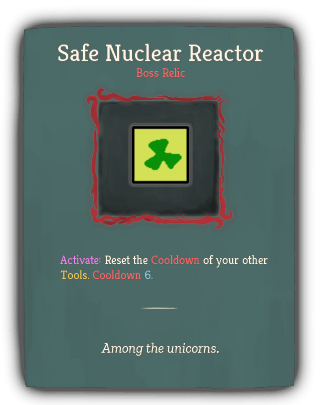 Safe Nuclear Reactor
Boss Relic
Activate: Reset the Cooldown of your other
Tools. Cooldown 6.
Among the unicorns.